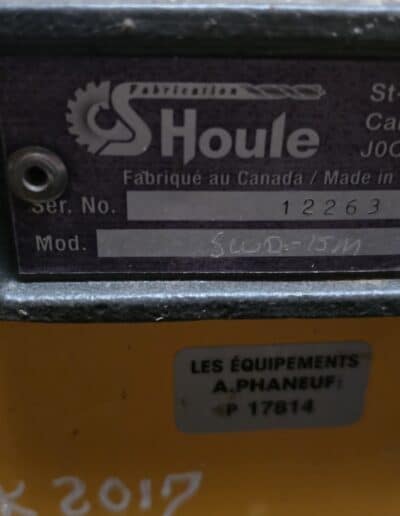 Fabrication
St-
CS Houle
Ca
J0C
Fabriqué au Canada / Made in
Ser. No. 12263
Mod. SWD-15M
LES ÉQUIPEMENTS
A.PHANEUF
P 17814
2017